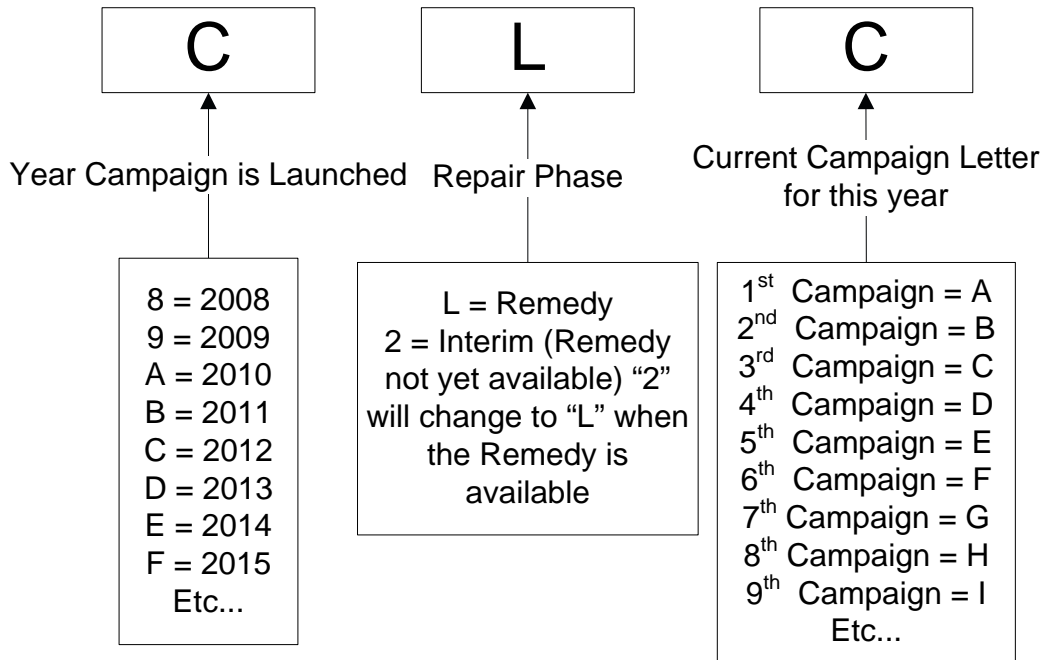 C
L
C
Year Campaign is Launched
Repair Phase
Current Campaign Letter
for this year
8 = 2008
9 = 2009
A = 2010
B = 2011
C = 2012
D = 2013
E = 2014
F = 2015
Etc...
L = Remedy
2 = Interim (Remedy
not yet available) “2”
will change to “L” when
the Remedy is
available
1st Campaign = A
2nd Campaign = B
3rd Campaign = C
4th Campaign = D
5th Campaign = E
6th Campaign = F
7th Campaign = G
8th Campaign = H
9th Campaign = I
Etc...